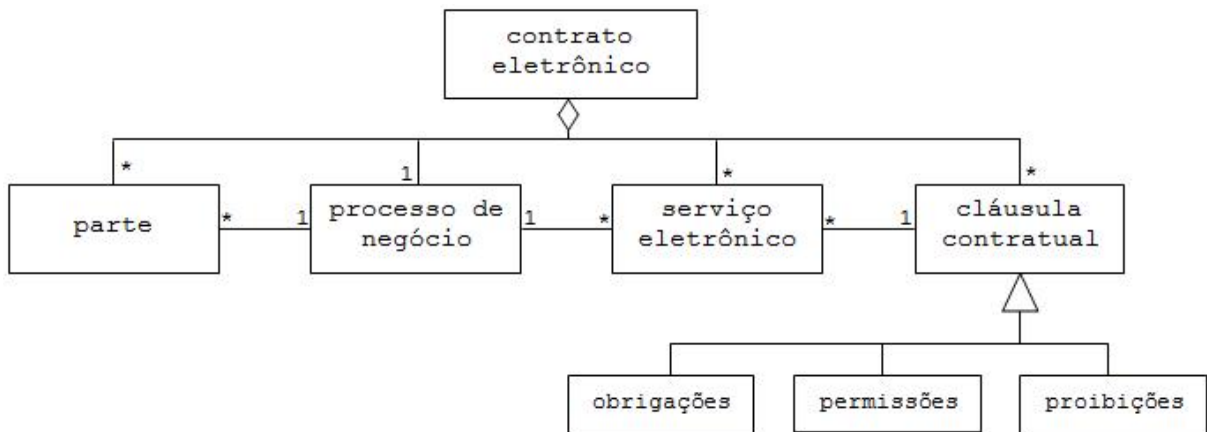 contrato
eletrônico
*
1
*
*
parte
*
1
processo de
negócio
1
*
serviço
eletrônico
*
1
cláusula
contratual
obrigações
permissões
proibições